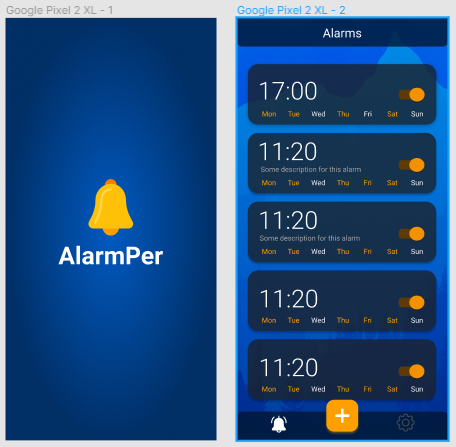 Google Pixel 2 XL - 1
AlarmPer
Google Pixel 2 XL - 2
Alarms
17:00
Mon Tue Wed Thu Fri Sat Sun
11:20
Some description for this alarm
Mon Tue Wed Thu Fri Sat Sun
11:20
Some description for this alarm
Mon Tue Wed Thu Fri Sat Sun
11:20
Mon Tue Wed Thu Fri Sat Sun
11:20
Mon Tue Wed Thu Fri Sat Sun
+